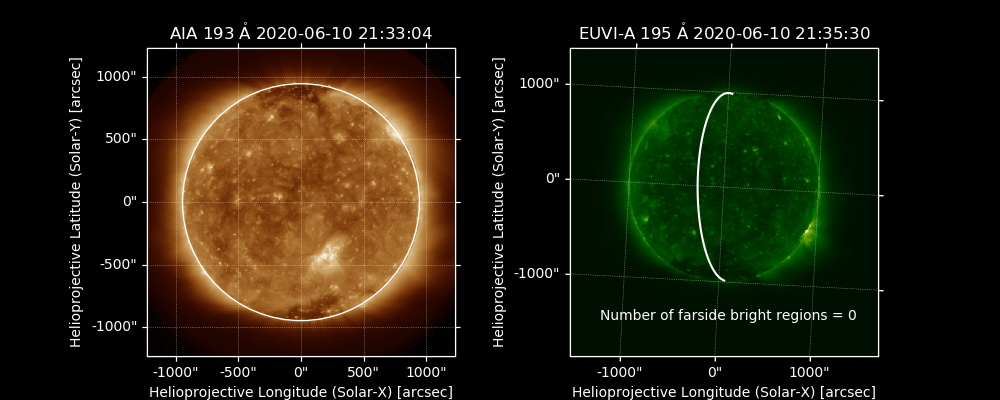 AIA 193 Å 2020-06-10 21:33:04
1000"
500"
0"
-500"
-1000"
-1000"
-500"
0"
500"
1000"
Helioprojective Latitude (Solar-Y) [arcsec]
Helioprojective Longitude (Solar-X) [arcsec]
EUVI-A 195 Å 2020-06-10 21:35:30
1000"
0"
-1000"
-1000"
0"
1000"
Helioprojective Latitude (Solar-Y) [arcsec]
Number of farside bright regions = 0
Helioprojective Longitude (Solar-X) [arcsec]